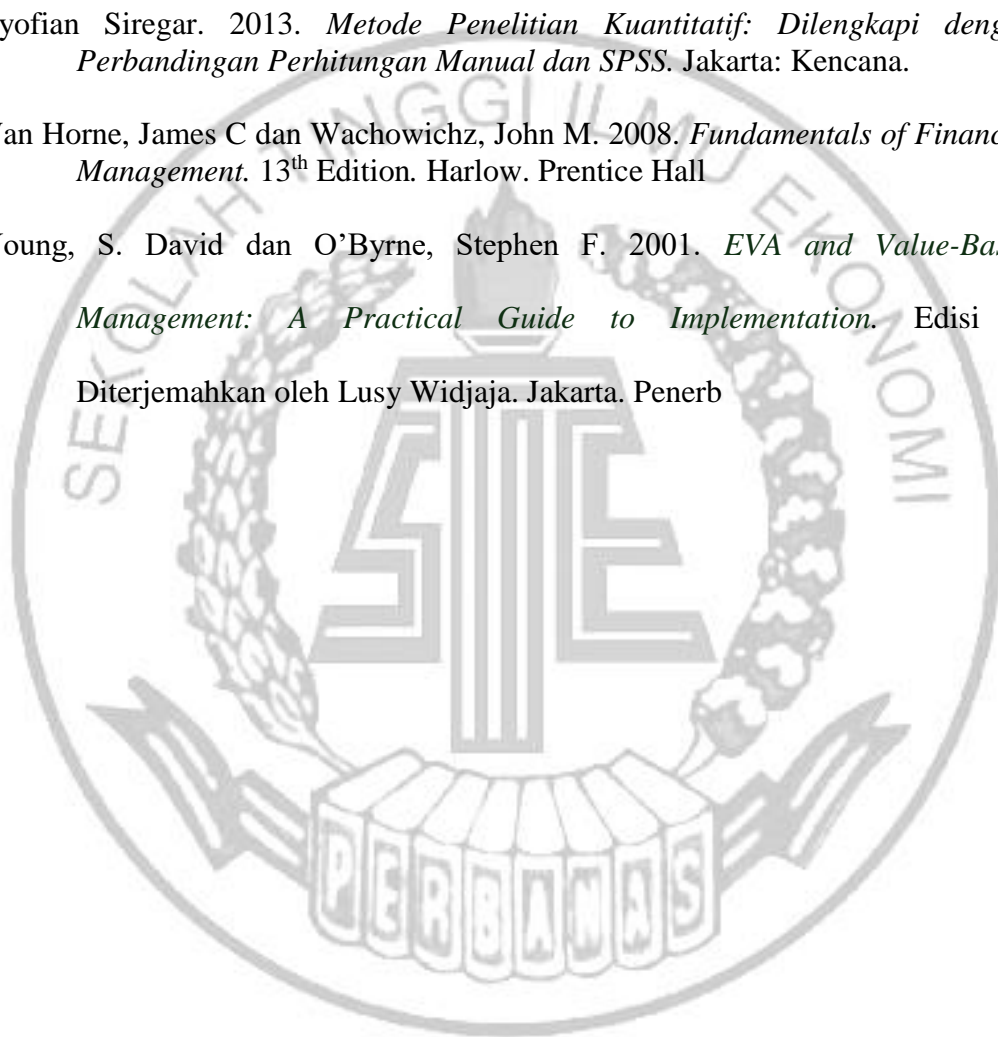 yofian Siregar. 2013. Metode Penelitian Kuantitatif: Dilengkapi deng
Perbandingan Perhitungan Manual dan SPSS. Jakarta: Kencana.
Van Horne, James C dan Wachowichz, John M. 2008. Fundamentals of Financ
Management. 13th Edition. Harlow. Prentice Hall
Young, S. David dan O’Byrne, Stephen F. 2001. EVA and Value-Bas
Management: A Practical Guide to Implementation. Edisi
Diterjemahkan oleh Lusy Widjaja. Jakarta. Penerb
SEKOLAH TINGGI ILMU EKONOMI
STIE
PERBANAS